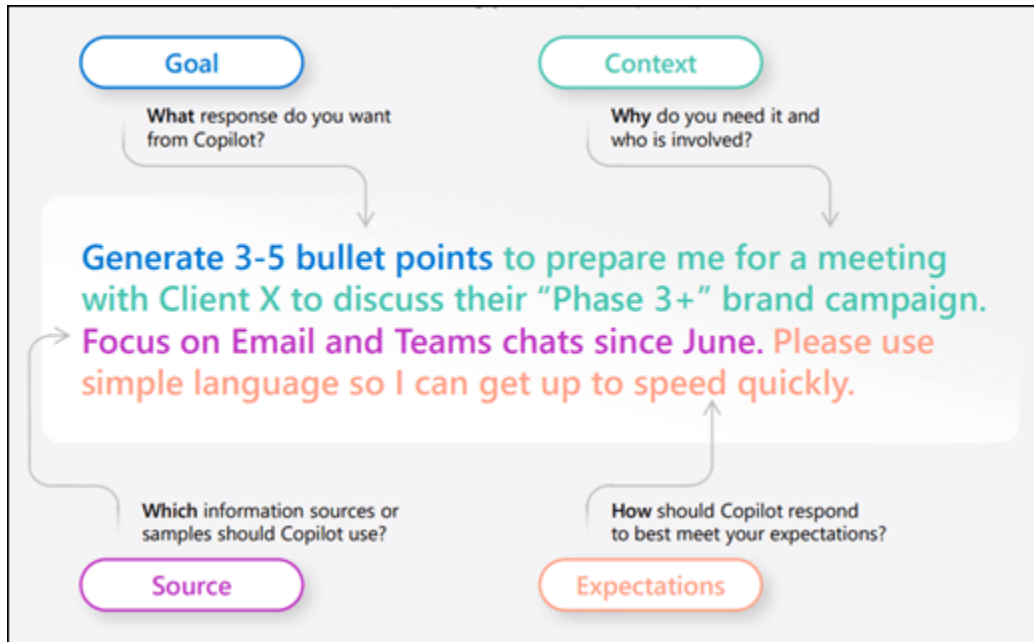 Goal
Context
What response do you want
from Copilot?
Why do you need it and
who is involved?
Generate 3-5 bullet points to prepare me for a meeting
with Client X to discuss their “Phase 3+” brand campaign.
Focus on Email and Teams chats since June. Please use
simple language so I can get up to speed quickly.
Which information sources or
samples should Copilot use?
How should Copilot respond
to best meet your expectations?
Source
Expectations